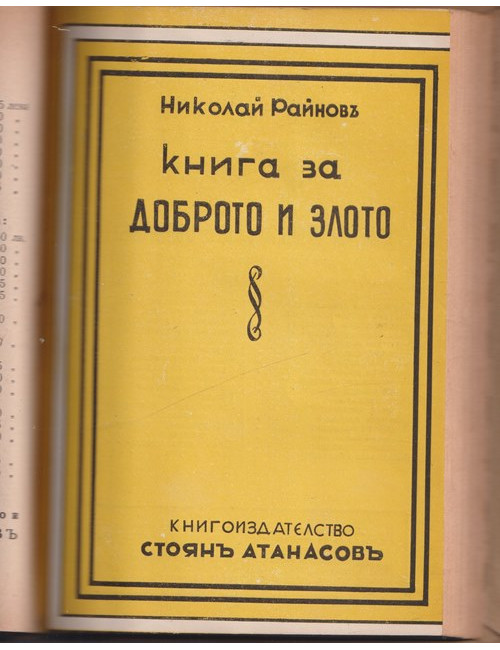 Николай Райновъ
Книга за
ДОБРОТО И ЗЛОТО
КНИГОИЗДАТЕЛСТВО
СТОЯНЪ АТАНАСОВЪ